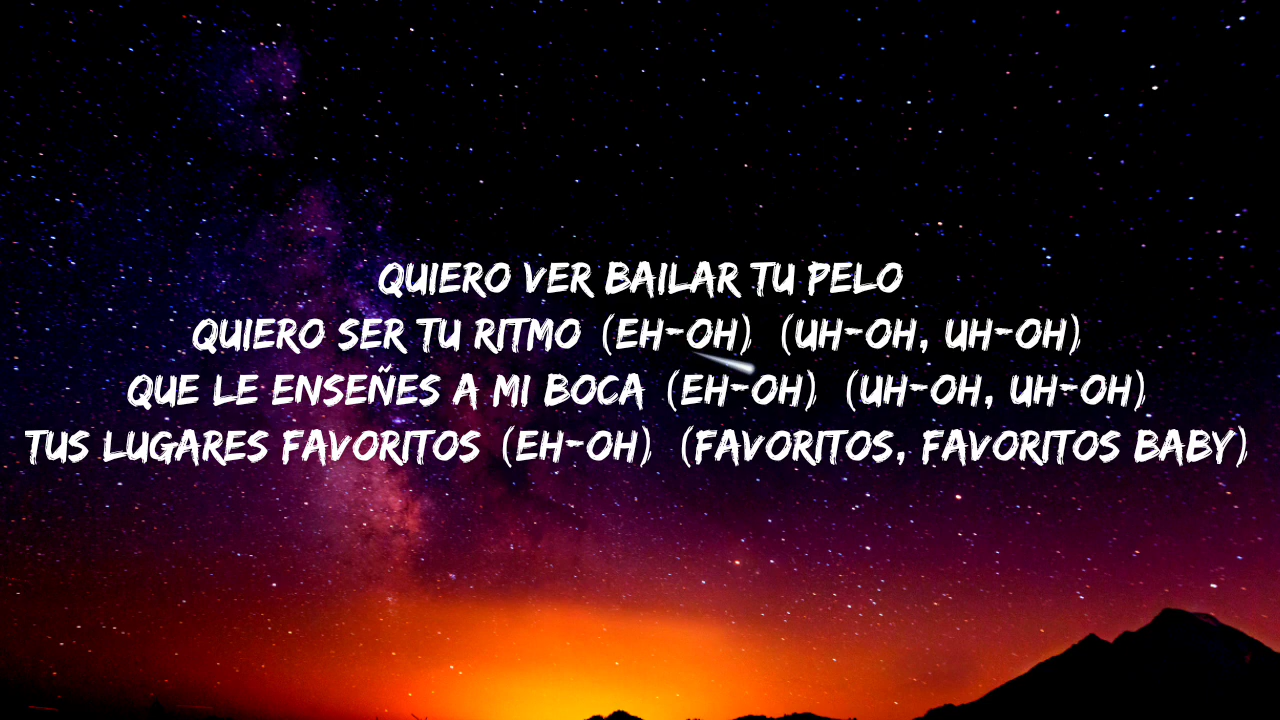 QUIERO VER BAILAR TU PELO
QUIERO SER TU RITMO (EH-OH) (UH-OH, UH-OH)
QUE LE ENSEÑES A MI BOCA (EH-OH) (UH-OH, UH-OH)
TUS LUGARES FAVORITOS (EH-OH) (FAVORITOS, FAVORITOS BABY)